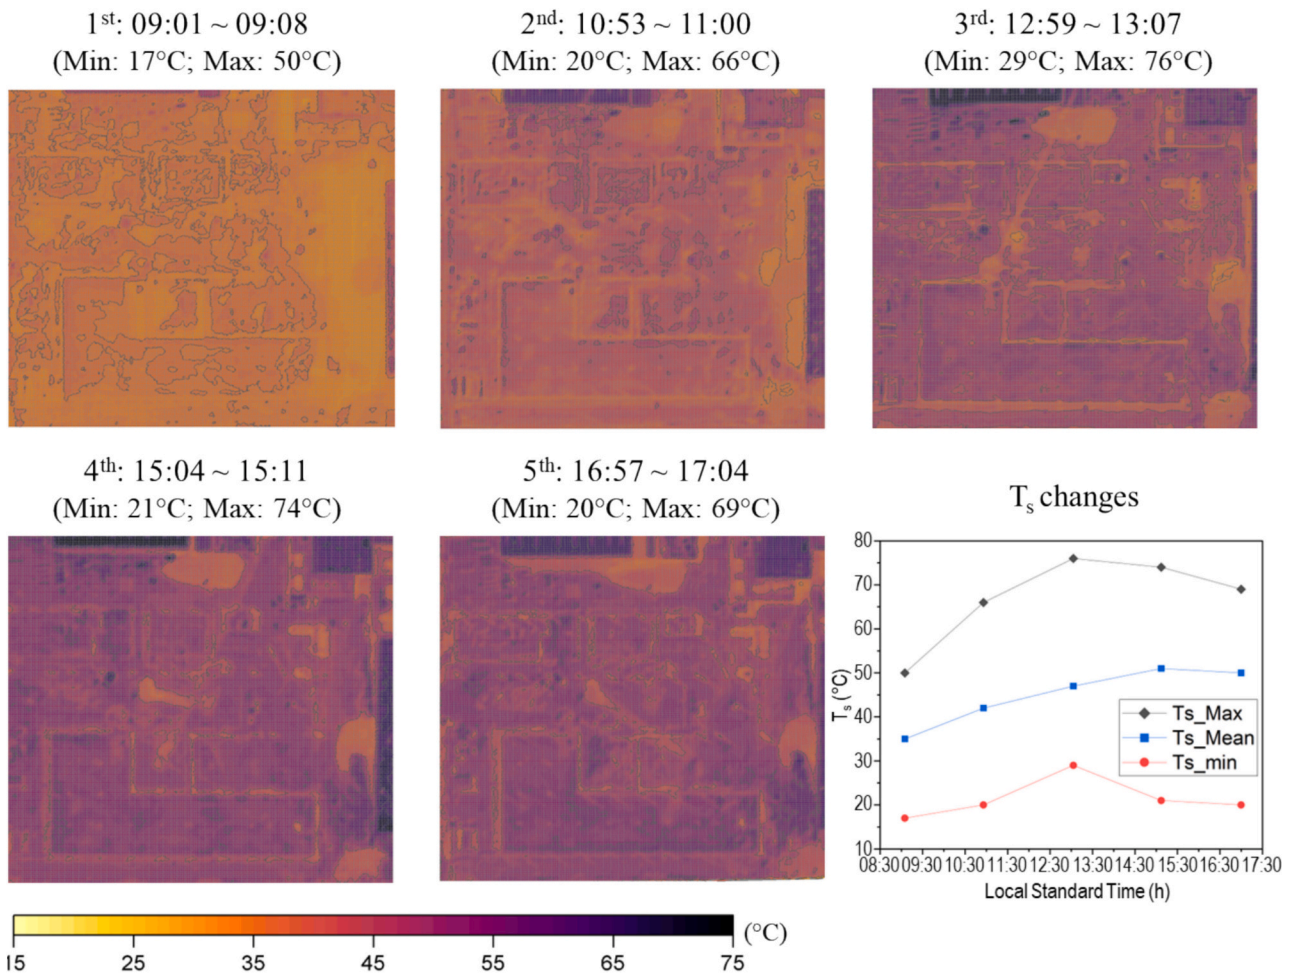 1st: 09:01 ~ 09:08
(Min: 17°C; Max: 50°C)
2nd: 10:53 ~ 11:00
(Min: 20°C; Max: 66°C)
3rd: 12:59 ~ 13:07
(Min: 29°C; Max: 76°C)
4th: 15:04 ~ 15:11
(Min: 21°C; Max: 74°C)
5th: 16:57 ~ 17:04
(Min: 20°C; Max: 69°C)
Ts changes
80
70
60
50
40
30
20
10
Ts (°C)
Ts_Max
Ts_Mean
Ts_min
08:30 09:30 10:30 11:30 12:30 13:30 14:30 15:30 16:30 17:30
Local Standard Time (h)
(°C)
15 25 35 45 55 65 75